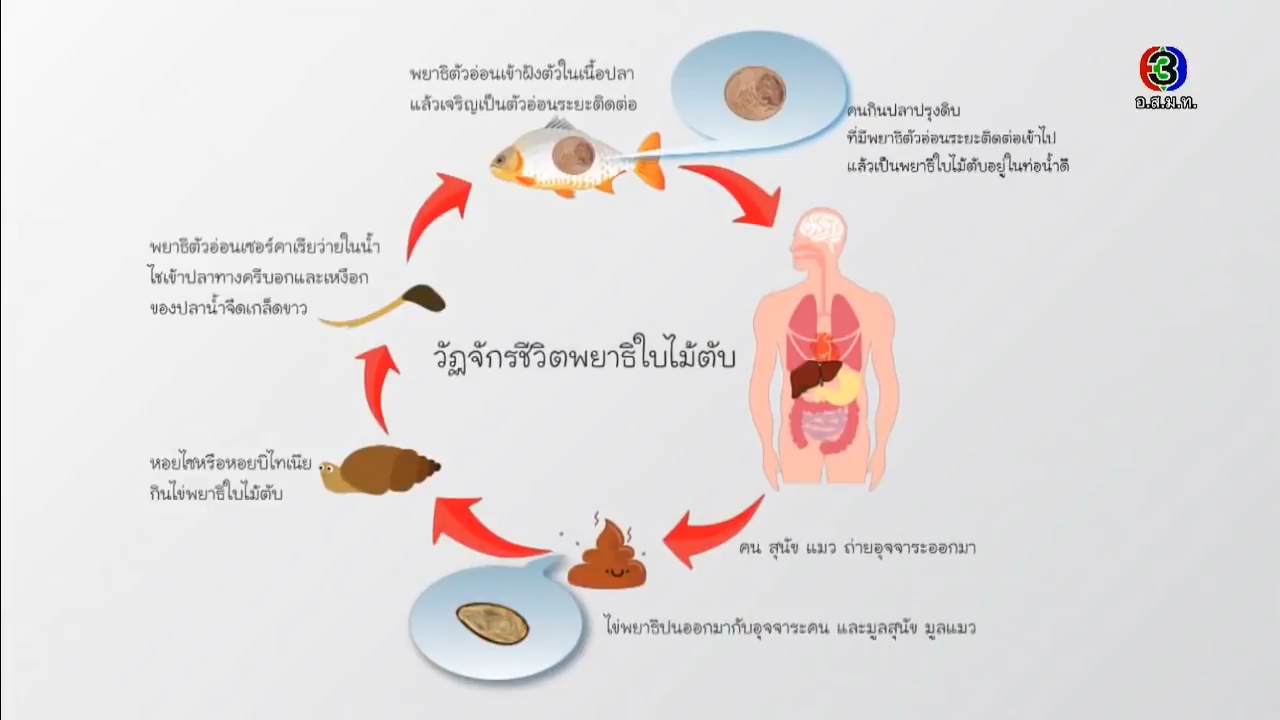 พยาธิตัวอ่อนเข้าฝังตัวในเนื้อปลา
แล้วเจริญเป็นตัวอ่อนระยะติดต่อ
3
อ.ส.ม.ท.
คนกินปลาปรุงดิบ
ที่มีพยาธิตัวอ่อนระยะติดต่อเข้าไป
แล้วเป็นพยาธิใบไม้ตับอยู่ในท่อน้ำดี
พยาธิตัวอ่อนเซอร์คาเรียว่ายในน้ำ
ไชเข้าปลาทางครีบอกและเหงือก
ของปลาน้ำจืดเกล็ดขาว
วัฏจักรชีวิตพยาธิใบไม้ตับ
หอยไซหรือหอยบิไทเนีย
กินไข่พยาธิใบไม้ตับ
คน สุนัข แมว ถ่ายอุจจาระออกมา
ไข่พยาธิปนออกมากับอุจจาระคน และมูลสุนัข มูลแมว